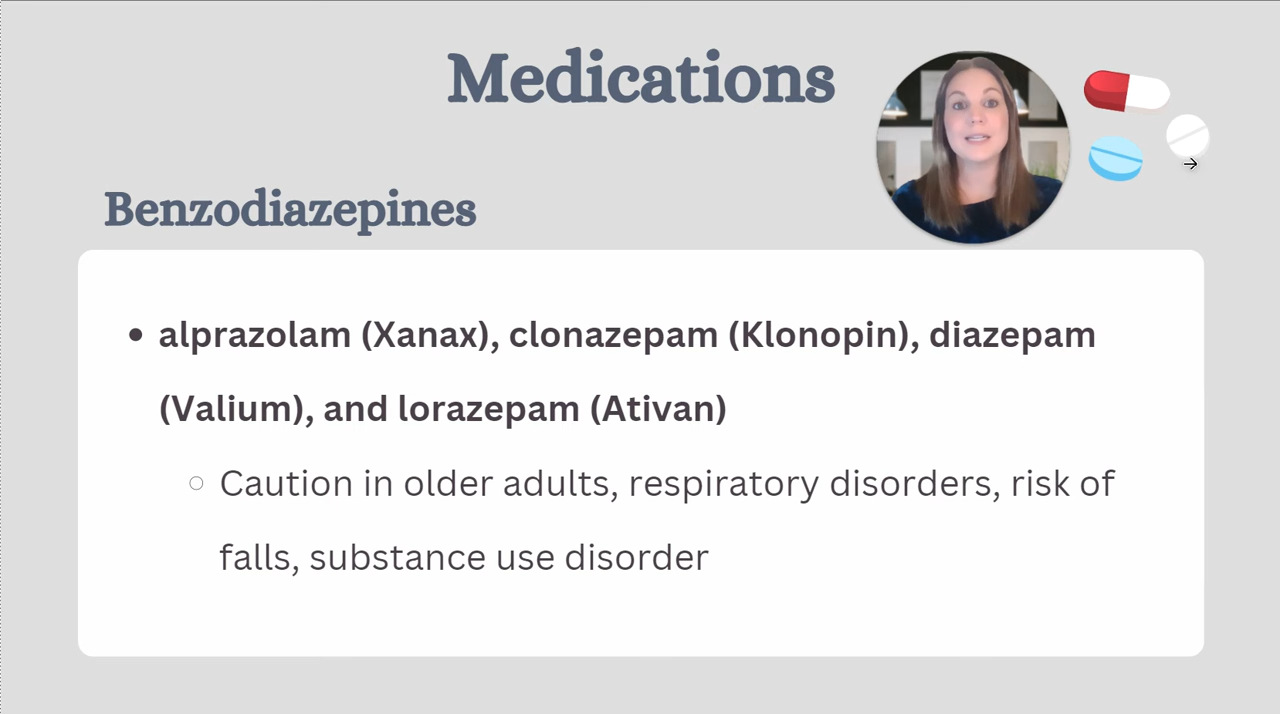 Medications
Benzodiazepines
• alprazolam (Xanax), clonazepam (Klonopin), diazepam
(Valium), and lorazepam (Ativan)
○ Caution in older adults, respiratory disorders, risk of
falls, substance use disorder